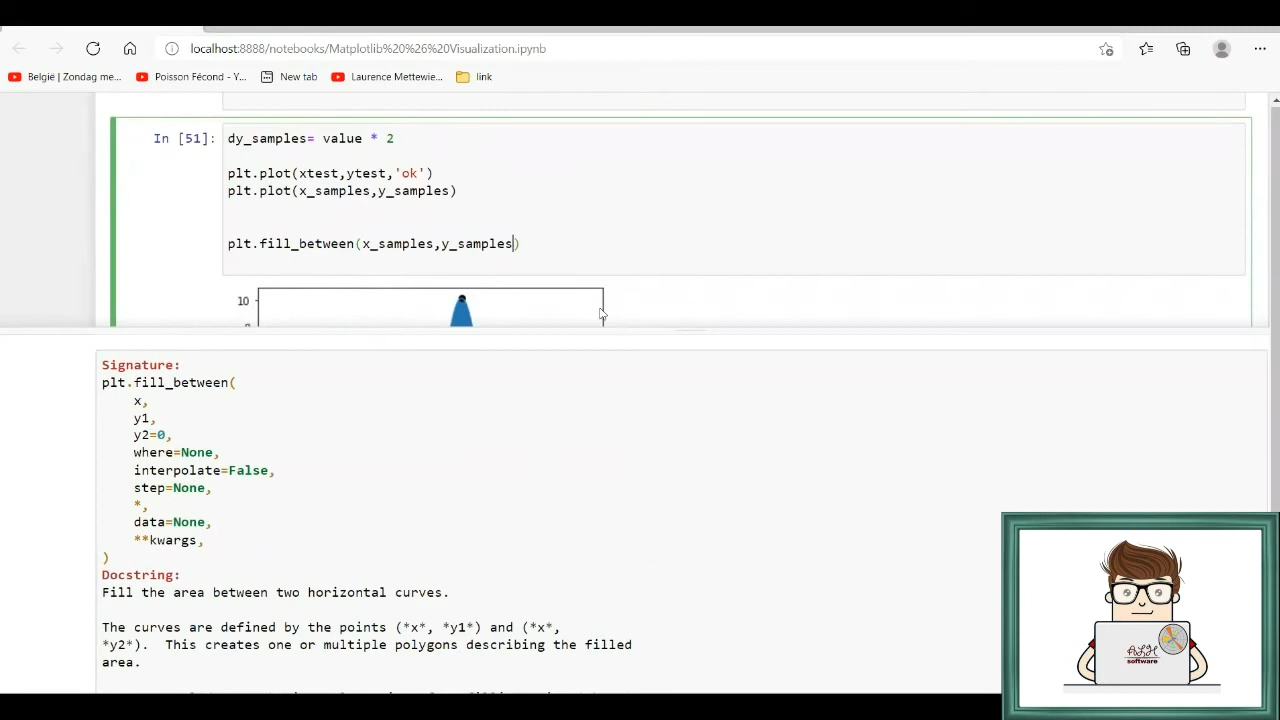 localhost:8888/notebooks/Matplotlib%20%26%20Visualization.ipynb
België | Zondag me... Poisson Fécond - Y... New tab Laurence Mettewie... link
In [51]: dy_samples= value * 2
plt.plot(xtest,ytest,'ok')
plt.plot(x_samples,y_samples)
plt.fill_between(x_samples,y_samples)
10
Signature:
plt.fill_between(
x,
y1,
y2=0,
where=None,
interpolate=False,
step=None,
*,
data=None,
**kwargs,
)
Docstring:
Fill the area between two horizontal curves.
The curves are defined by the points (*x*, *y1*) and (*x*,
*y2*).  This creates one or multiple polygons describing the filled
area.
software